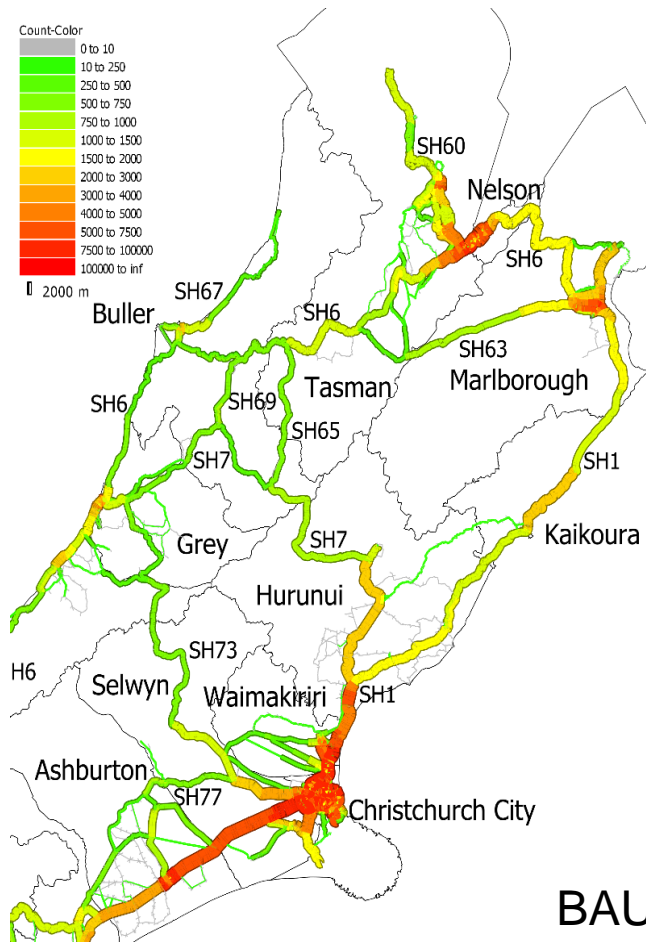 Count-Color
0 to 10
10 to 250
250 to 500
500 to 750
750 to 1000
1000 to 1500
1500 to 2000
2000 to 3000
3000 to 4000
4000 to 5000
5000 to 7500
7500 to 100000
100000 to inf
2000 m
SH60
Nelson
SH6
SH67
Buller
SH6
SH63
Tasman
Marlborough
SH6
SH69
SH65
SH7
SH1
Kaikoura
SH7
Grey
Hurunui
SH73
H6
Selwyn
Waimakiriri
SH1
Ashburton
SH77
Christchurch City
BAU